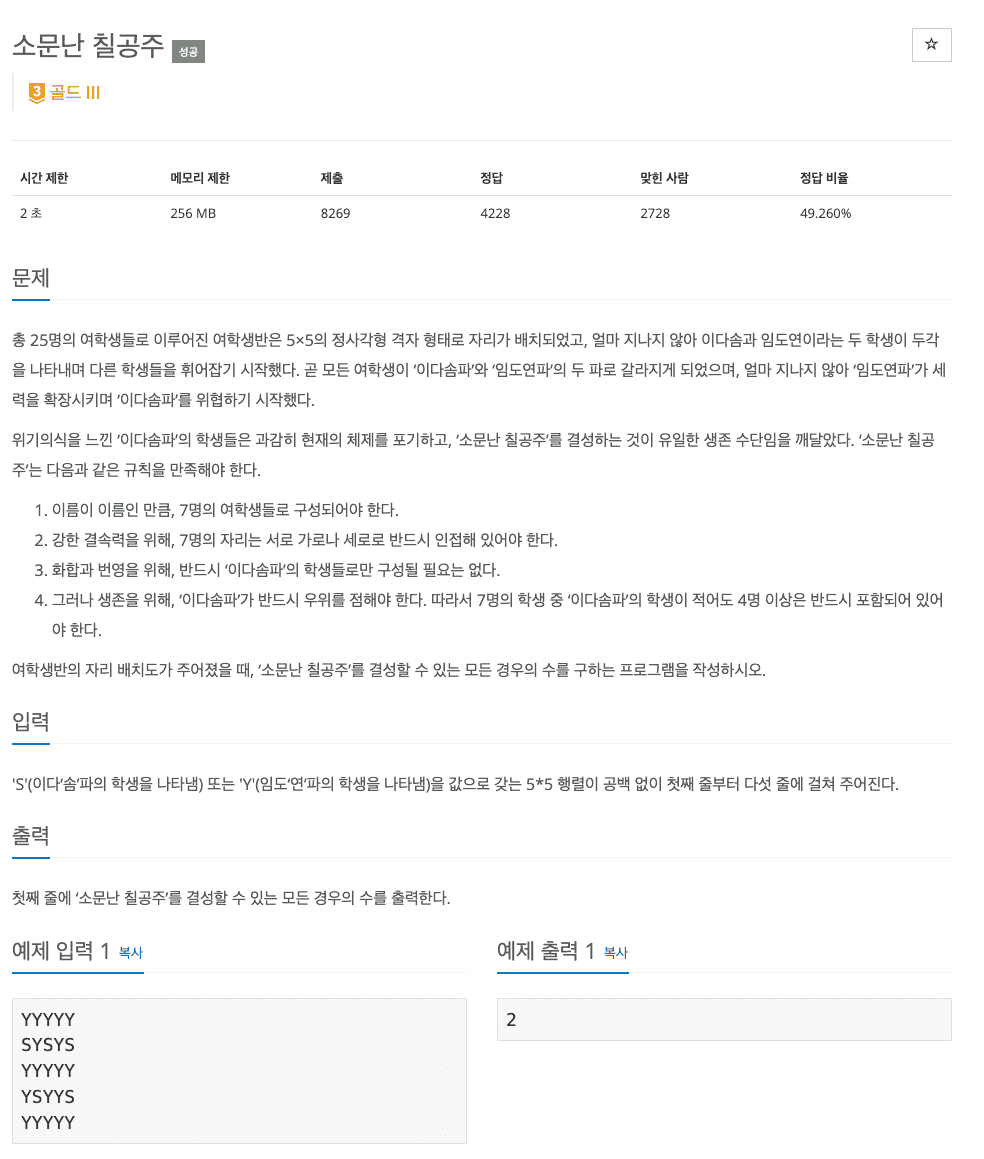 소문난 칠공주 성공
☆
3 골드 III
시간 제한 메모리 제한 제출 정답 맞힌 사람 정답 비율
2 초 256 MB 8269 4228 2728 49.260%
문제
총 25명의 여학생들로 이루어진 여학생반은 5×5의 정사각형 격자 형태로 자리가 배치되었고, 얼마 지나지 않아 이다솜과 임도연이라는 두 학생이 두각
을 나타내며 다른 학생들을 휘어잡기 시작했다. 곧 모든 여학생이 ‘이다솜파’와 ‘임도연파’의 두 파로 갈라지게 되었으며, 얼마 지나지 않아 ‘임도연파’가 세
력을 확장시키며 ‘이다솜파’를 위협하기 시작했다.
위기의식을 느낀 ‘이다솜파’의 학생들은 과감히 현재의 체제를 포기하고, ‘소문난 칠공주’를 결성하는 것이 유일한 생존 수단임을 깨달았다. ‘소문난 칠공
주’는 다음과 같은 규칙을 만족해야 한다.
1. 이름이 이름인 만큼, 7명의 여학생들로 구성되어야 한다.
2. 강한 결속력을 위해, 7명의 자리는 서로 가로나 세로로 반드시 인접해 있어야 한다.
3. 화합과 번영을 위해, 반드시 ‘이다솜파’의 학생들로만 구성될 필요는 없다.
4. 그러나 생존을 위해, ‘이다솜파’가 반드시 우위를 점해야 한다. 따라서 7명의 학생 중 ‘이다솜파’의 학생이 적어도 4명 이상은 반드시 포함되어 있어
야 한다.
여학생반의 자리 배치도가 주어졌을 때, ‘소문난 칠공주’를 결성할 수 있는 모든 경우의 수를 구하는 프로그램을 작성하시오.
입력
'S'(이다‘솜’파의 학생을 나타냄) 또는 'Y'(임도‘연’파의 학생을 나타냄)을 값으로 갖는 5*5 행렬이 공백 없이 첫째 줄부터 다섯 줄에 걸쳐 주어진다.
출력
첫째 줄에 ‘소문난 칠공주’를 결성할 수 있는 모든 경우의 수를 출력한다.
예제 입력 1 복사
YYYYY
SYSYS
YYYYY
YSYYS
YYYYY
예제 출력 1 복사
2